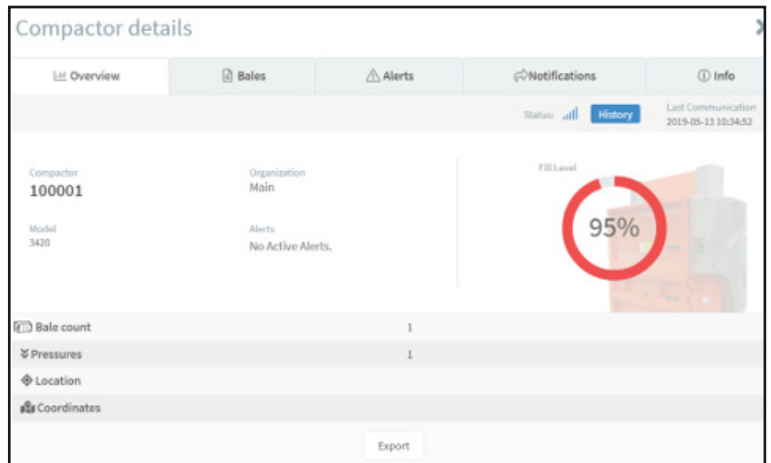 Compactor details
Overview
Bales
Alerts
Notifications
Info
Status:
History
Last Communication
2019-05-13 10:34:52
Compactor
100001
Organization
Main
Model
3420
Alerts
No Active Alerts.
Fill Level
95%
Bale count 1
Pressures 1
Location
Coordinates
Export